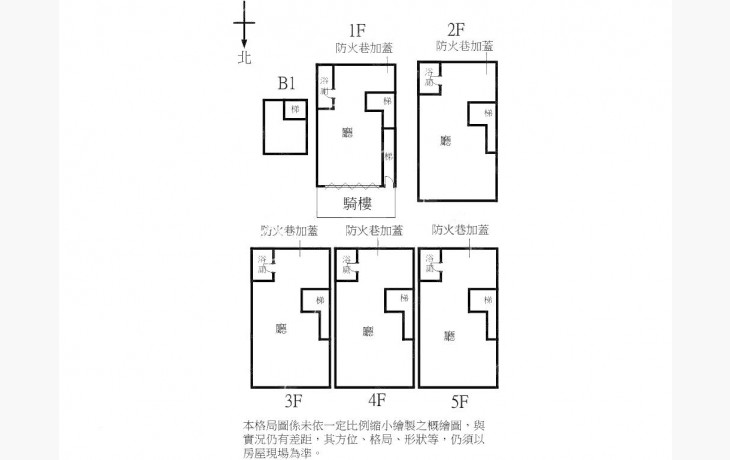 北
1F
防火巷加蓋
浴廁
梯
廳
梯
騎樓
2F
防火巷加蓋
浴廁
梯
廳
B1
梯
防火巷加蓋
浴廁
梯
廳
3F
防火巷加蓋
浴廁
梯
廳
4F
防火巷加蓋
浴廁
梯
廳
5F
本格局圖係未依一定比例縮小繪製之概繪圖，與
實況仍有差距，其方位、格局、形狀等，仍須以
房屋現場為準。